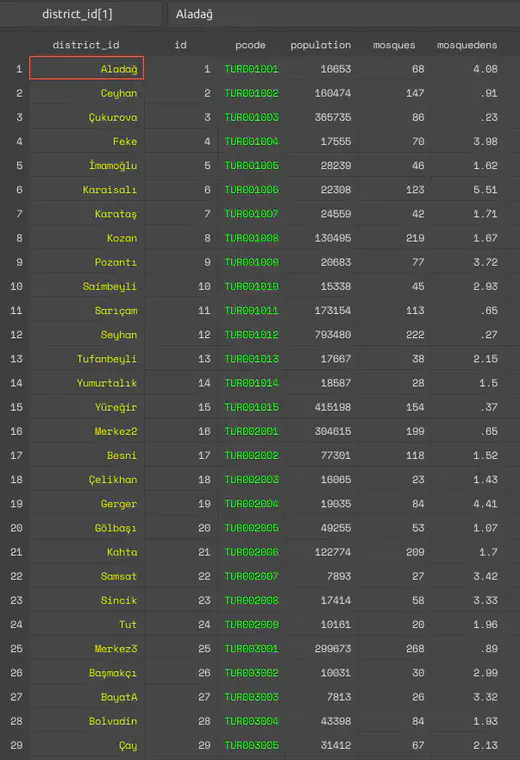 district_id[1] Aladağ
district_id id pcode population mosques mosquedens
1 Aladağ 1 TUR001001 16653 68 4.08
2 Ceyhan 2 TUR001002 160474 147 .91
3 Çukurova 3 TUR001003 365735 86 .23
4 Feke 4 TUR001004 17555 70 3.98
5 İmamoğlu 5 TUR001005 28239 46 1.62
6 Karaisalı 6 TUR001006 22308 123 5.51
7 Karataş 7 TUR001007 24559 42 1.71
8 Kozan 8 TUR001008 130495 219 1.67
9 Pozantı 9 TUR001009 20683 77 3.72
10 Saimbeyli 10 TUR001010 15338 45 2.93
11 Sarıçam 11 TUR001011 173154 113 .65
12 Seyhan 12 TUR001012 793480 222 .27
13 Tufanbeyli 13 TUR001013 17667 38 2.15
14 Yumurtalık 14 TUR001014 18587 28 1.5
15 Yüreğir 15 TUR001015 415198 154 .37
16 Merkez2 16 TUR002001 304615 199 .65
17 Besni 17 TUR002002 77301 118 1.52
18 Çelikhan 18 TUR002003 16065 23 1.43
19 Gerger 19 TUR002004 19035 84 4.41
20 Gölbaşı 20 TUR002005 49255 53 1.07
21 Kahta 21 TUR002006 122774 209 1.7
22 Samsat 22 TUR002007 7893 27 3.42
23 Sincik 23 TUR002008 17414 58 3.33
24 Tut 24 TUR002009 10161 20 1.96
25 Merkez3 25 TUR003001 299673 268 .89
26 Başmakçı 26 TUR003002 10031 30 2.99
27 BayatA 27 TUR003003 7813 26 3.32
28 Bolvadin 28 TUR003004 43398 84 1.93
29 Çay 29 TUR003005 31412 67 2.13